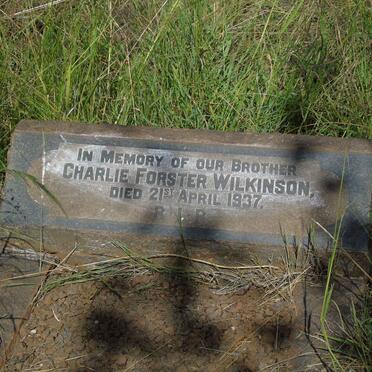 IN MEMORY OF OUR BROTHER
CHARLIE FORSTER WILKINSON,
DIED 21ST APRIL 1937.
R.I.P.